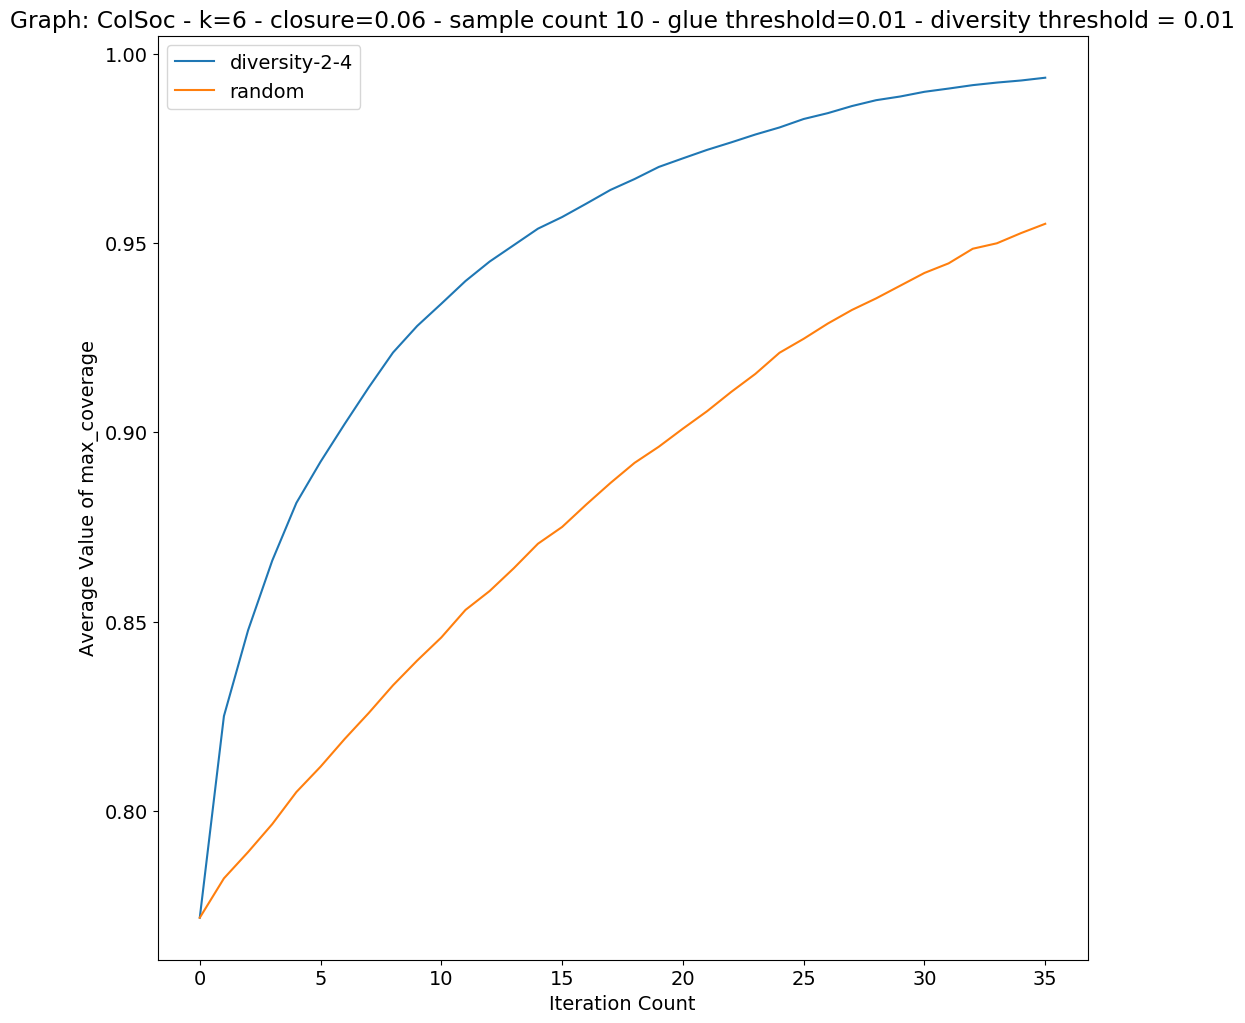 Graph: ColSoc - k=6 - closure=0.06 - sample count 10 - glue threshold=0.01 - diversity threshold = 0.01
diversity-2-4
random
1.00
0.95
0.90
0.85
0.80
Average Value of max_coverage
0 5 10 15 20 25 30 35
Iteration Count